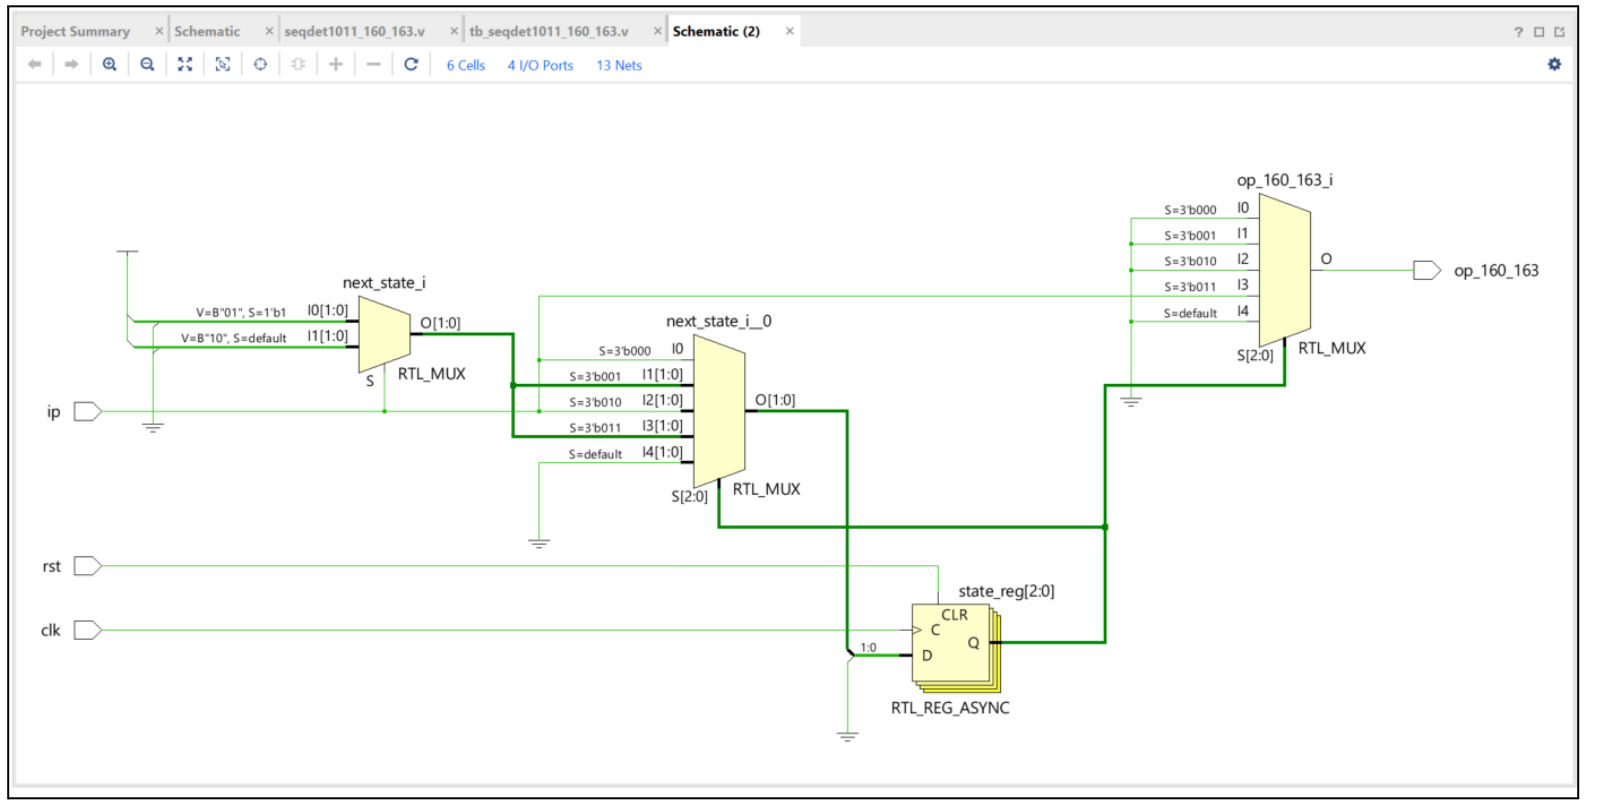 Project Summary × Schematic × seqdet1011_160_163.v × tb_seqdet1011_160_163.v × Schematic (2) × ?
6 Cells 4 I/O Ports 13 Nets
op_160_163_i
S=3'b000 I0
S=3'b001 I1
S=3'b010 I2
S=3'b011 I3
S=default I4
O
op_160_163
S[2:0]
RTL_MUX
next_state_i
V=B"01", S=1'b1 I0[1:0]
V=B"10", S=default I1[1:0]
O[1:0]
S
RTL_MUX
next_state_i__0
S=3'b000 I0
S=3'b001 I1[1:0]
S=3'b010 I2[1:0]
S=3'b011 I3[1:0]
S=default I4[1:0]
O[1:0]
S[2:0]
RTL_MUX
ip
rst
clk
state_reg[2:0]
CLR
C
1:0
D
Q
RTL_REG_ASYNC